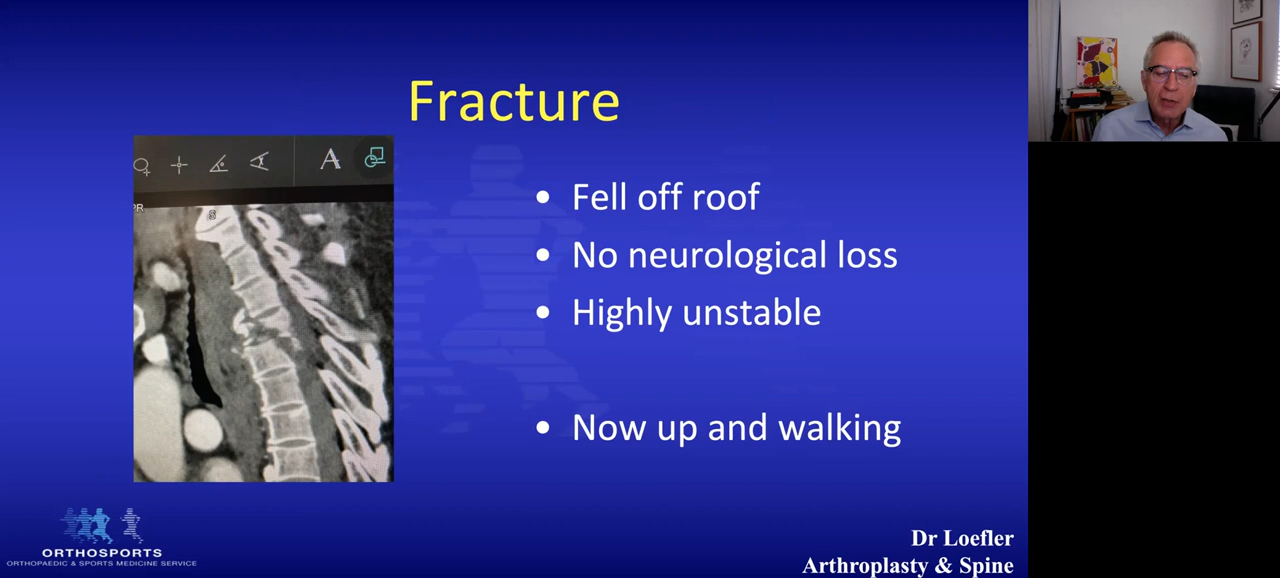 Fracture
PR
A
• Fell off roof
• No neurological loss
• Highly unstable
• Now up and walking
ORTHOSPORTS
ORTHOPAEDIC & SPORTS MEDICINE SERVICE
Dr Loefler
Arthroplasty & Spine